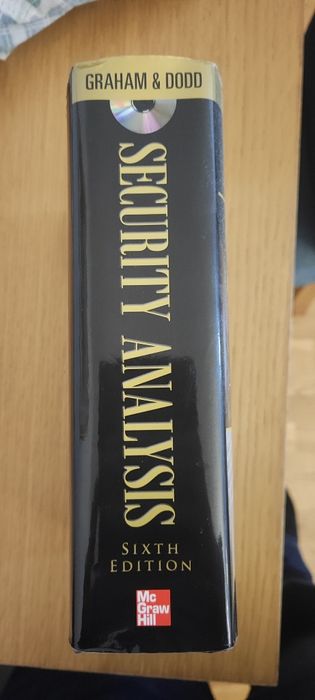 GRAHAM & DODD
SECURITY ANALYSIS
SIXTH
EDITION
Mc
Graw
Hill